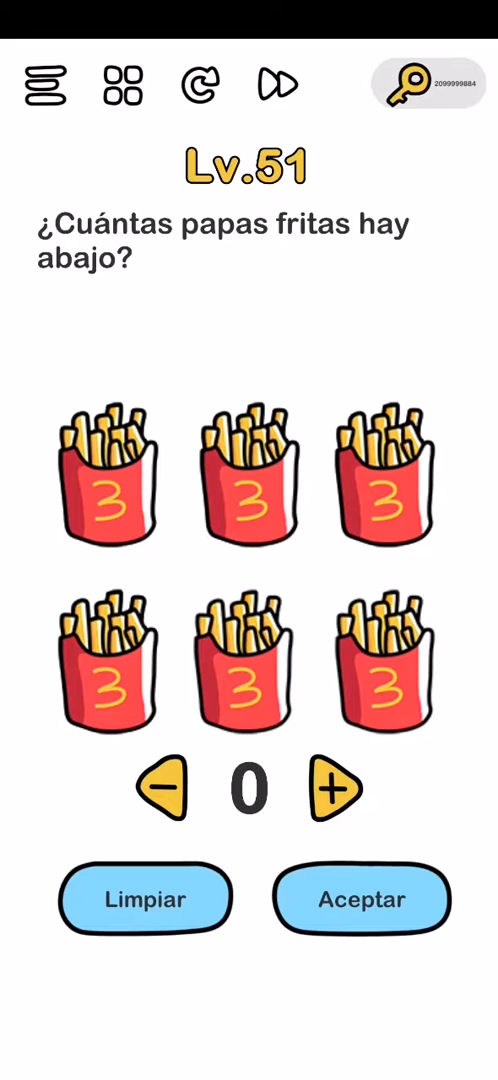 2099999884
Lv.51
¿Cuántas papas fritas hay
abajo?
3 3 3
3 3 3
0
Limpiar Aceptar